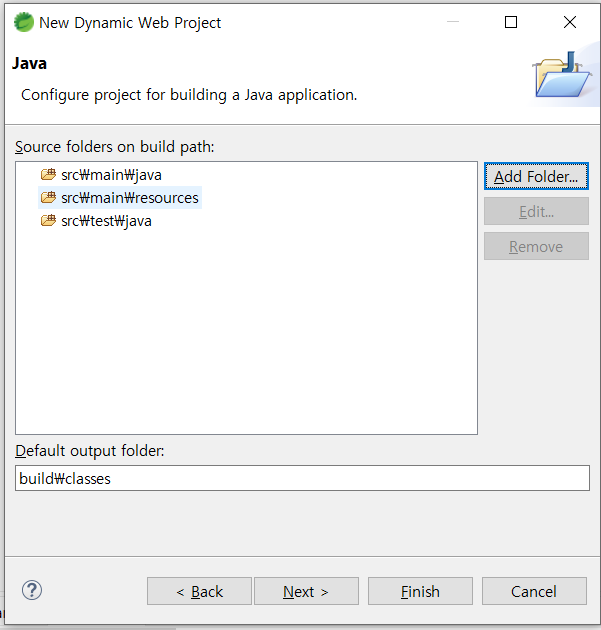 New Dynamic Web Project
Java
Configure project for building a Java application.
Source folders on build path:
src₩main₩java
src₩main₩resources
src₩test₩java
Add Folder...
Edit...
Remove
Default output folder:
build₩classes
?
< Back
Next >
Finish
Cancel